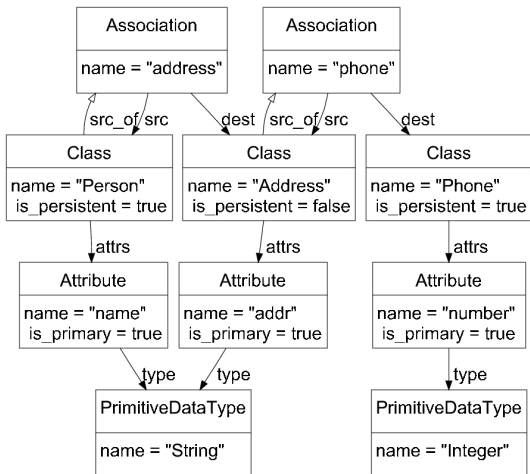 Association
Association
name = "address"
name = "phone"
src_of
src
dest
src_of
src
dest
Class
Class
Class
name = "Person"
is_persistent = true
name = "Address"
is_persistent = false
name = "Phone"
is_persistent = true
attrs
attrs
attrs
Attribute
Attribute
Attribute
name = "name"
is_primary = true
name = "addr"
is_primary = true
name = "number"
is_primary = true
type
type
type
PrimitiveDataType
PrimitiveDataType
name = "String"
name = "Integer"